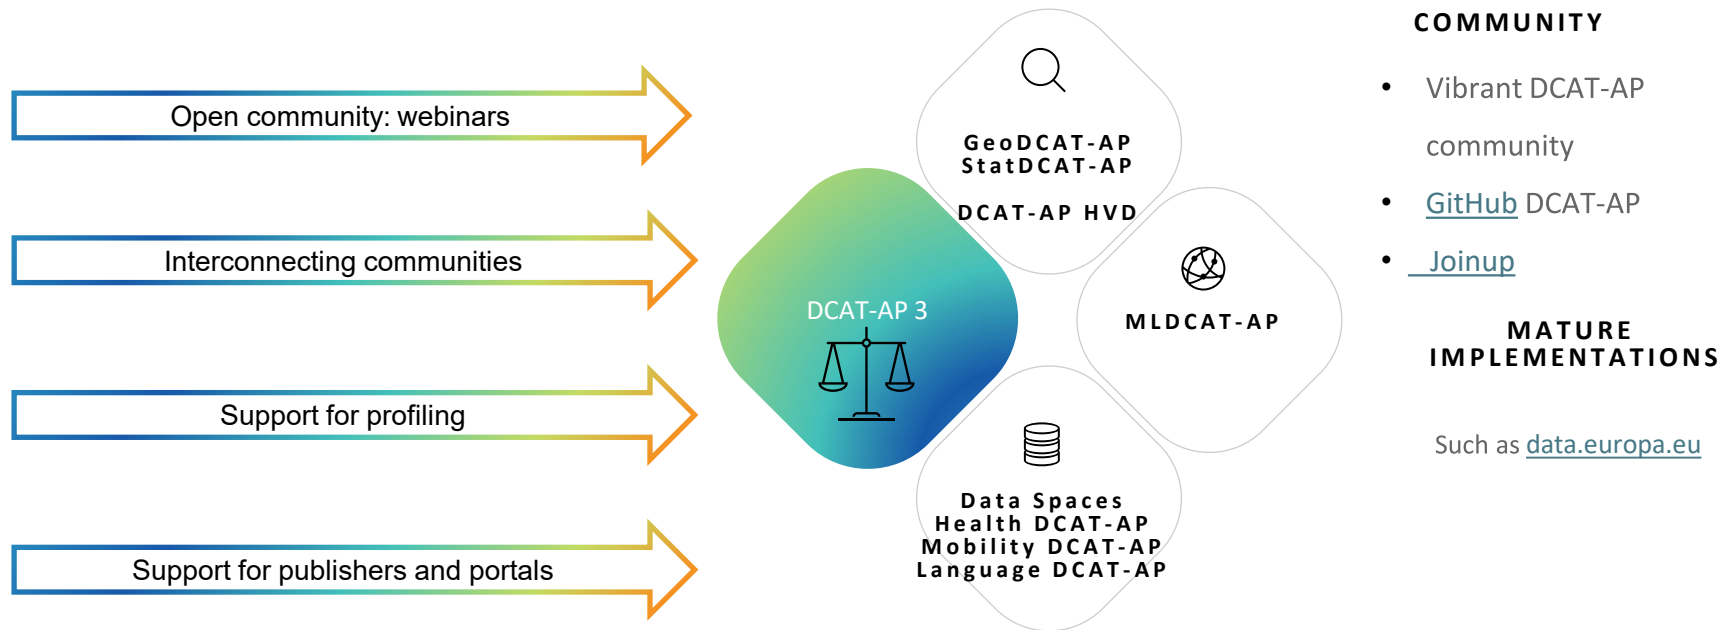 Open community: webinars
Interconnecting communities
Support for profiling
Support for publishers and portals
DCAT-AP 3
GeoDCAT-AP
StatDCAT-AP
DCAT-AP HVD
MLDCAT-AP
Data Spaces
Health DCAT-AP
Mobility DCAT-AP
Language DCAT-AP
COMMUNITY
• Vibrant DCAT-AP
community
• GitHub DCAT-AP
• Joinup
MATURE
IMPLEMENTATIONS
Such as data.europa.eu